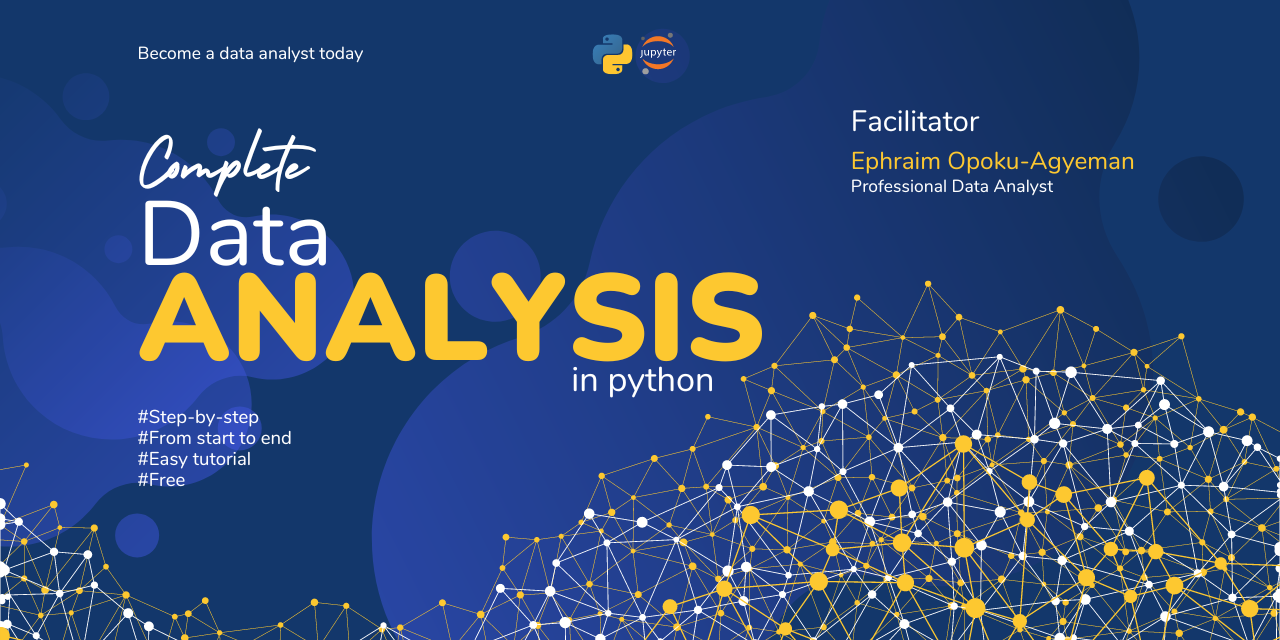 Become a data analyst today
jupyter
Facilitator
Ephraim Opoku-Agyeman
Professional Data Analyst
Complete
Data
ANALYSIS
in python
#Step-by-step
#From start to end
#Easy tutorial
#Free